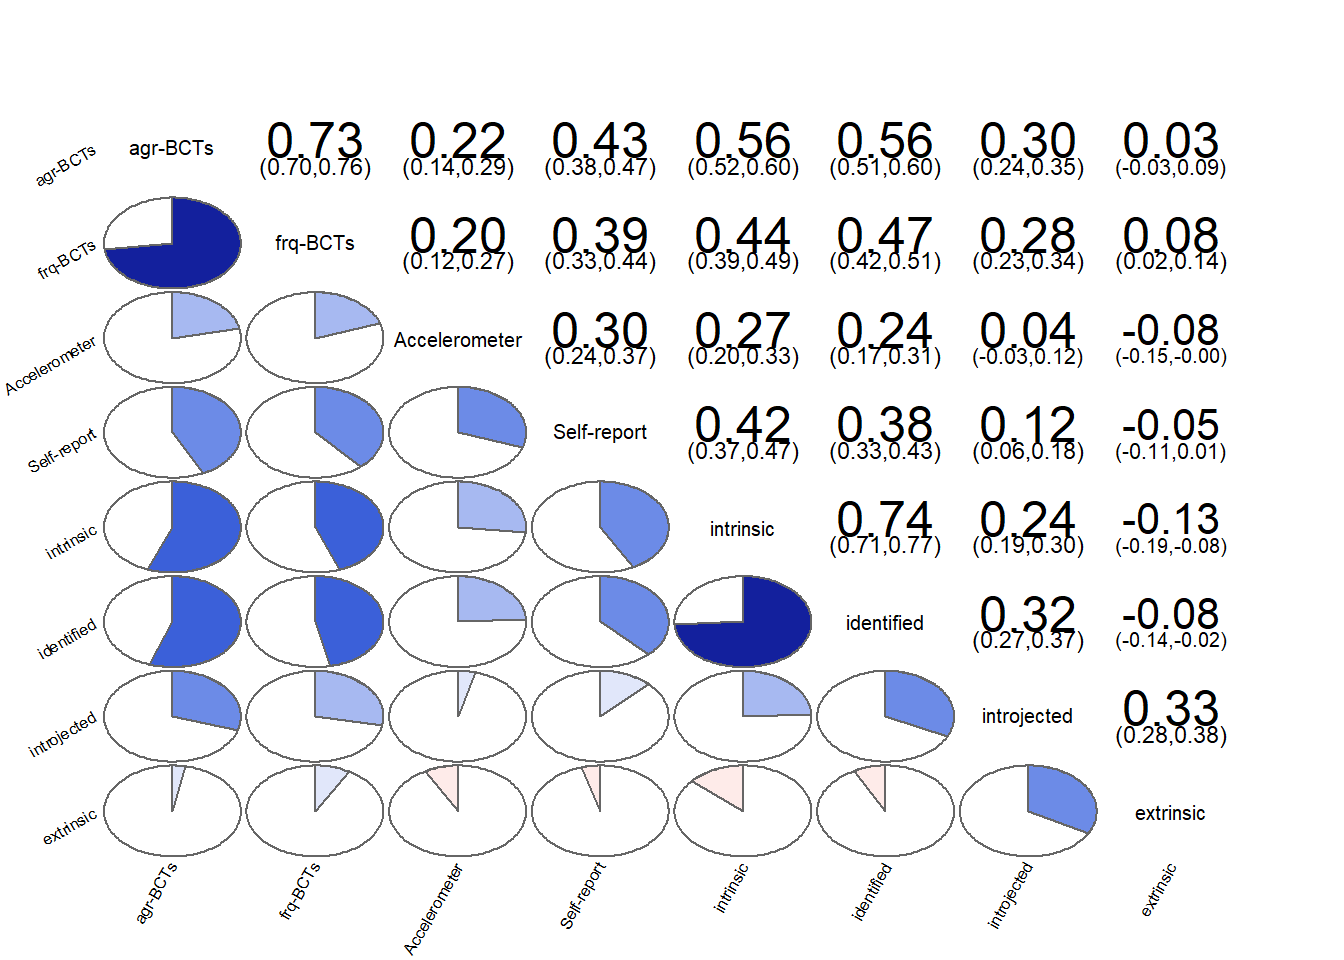 agr-BCTs agr-BCTs 0.73 0.22 0.43 0.56 0.56 0.30 0.03
(0.70,0.76) (0.14,0.29) (0.38,0.47) (0.52,0.60) (0.51,0.60) (0.24,0.35) (-0.03,0.09)
frq-BCTs frq-BCTs 0.20 0.39 0.44 0.47 0.28 0.08
(0.12,0.27) (0.33,0.44) (0.39,0.49) (0.42,0.51) (0.23,0.34) (0.02,0.14)
Accelerometer Accelerometer 0.30 0.27 0.24 0.04 -0.08
(0.24,0.37) (0.20,0.33) (0.17,0.31) (-0.03,0.12) (-0.15,-0.00)
Self-report Self-report 0.42 0.38 0.12 -0.05
(0.37,0.47) (0.33,0.43) (0.06,0.18) (-0.11,0.01)
intrinsic intrinsic 0.74 0.24 -0.13
(0.71,0.77) (0.19,0.30) (-0.19,-0.08)
identified identified 0.32 -0.08
(0.27,0.37) (-0.14,-0.02)
introjected introjected 0.33
(0.28,0.38)
extrinsic extrinsic
agr-BCTs frq-BCTs Accelerometer Self-report intrinsic identified introjected extrinsic